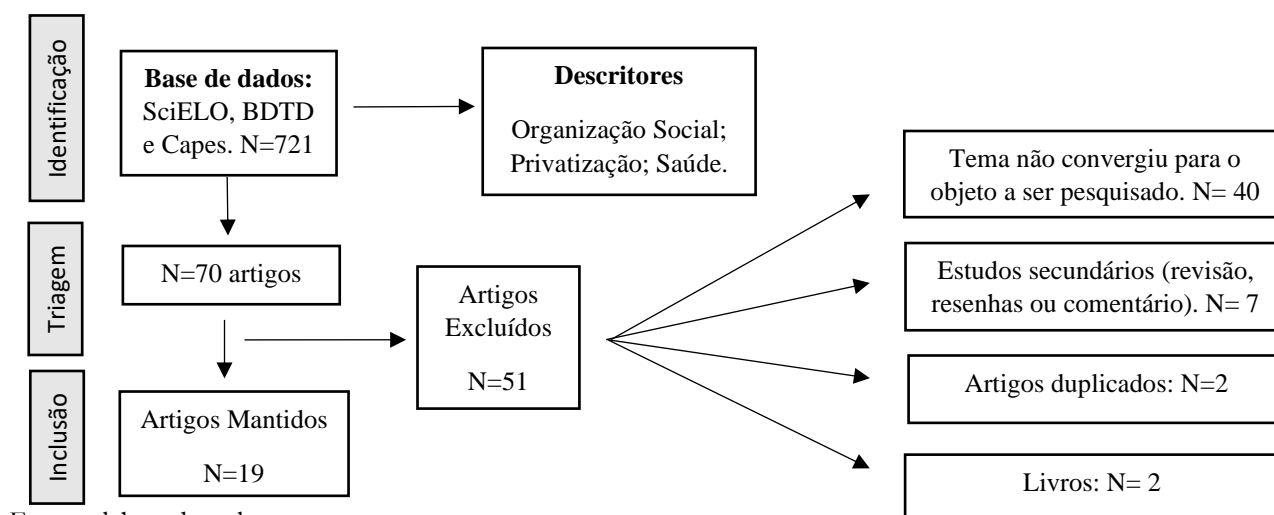 Identificação
Base de dados:
SciELO, BDTD
e Capes. N=721
Descritores
Organização Social;
Privatização; Saúde.
Triagem
N=70 artigos
Artigos
Excluídos
N=51
Tema não convergiu para o
objeto a ser pesquisado. N= 40
Estudos secundários (revisão,
resenhas ou comentário). N= 7
Artigos duplicados: N=2
Livros: N= 2
Inclusão
Artigos Mantidos
N=19